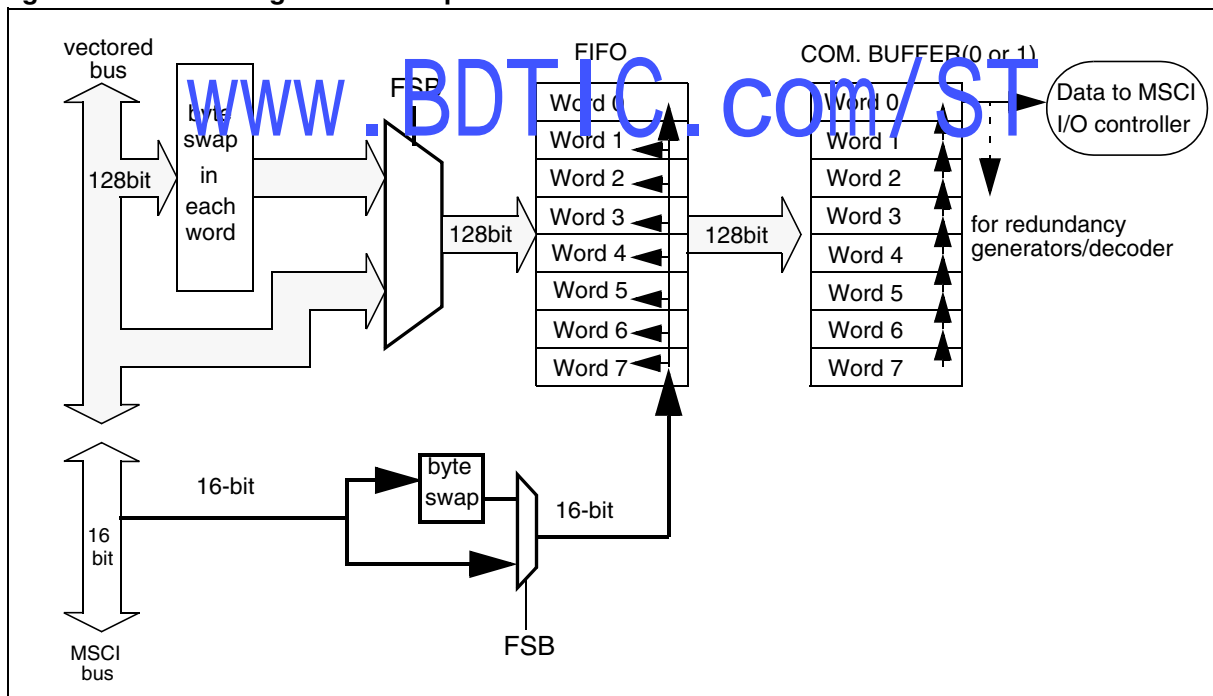 vectored
bus
byte
swap
in
each
word
128bit
FSB
128bit
FIFO
Word 0
Word 1
Word 2
Word 3
Word 4
Word 5
Word 6
Word 7
128bit
COM. BUFFER(0 or 1)
Word 0
Word 1
Word 2
Word 3
Word 4
Word 5
Word 6
Word 7
Data to MSCI
I/O controller
for redundancy
generators/decoder
www.BDTIC.com/ST
16
bit
MSCI
bus
16-bit
byte
swap
16-bit
FSB